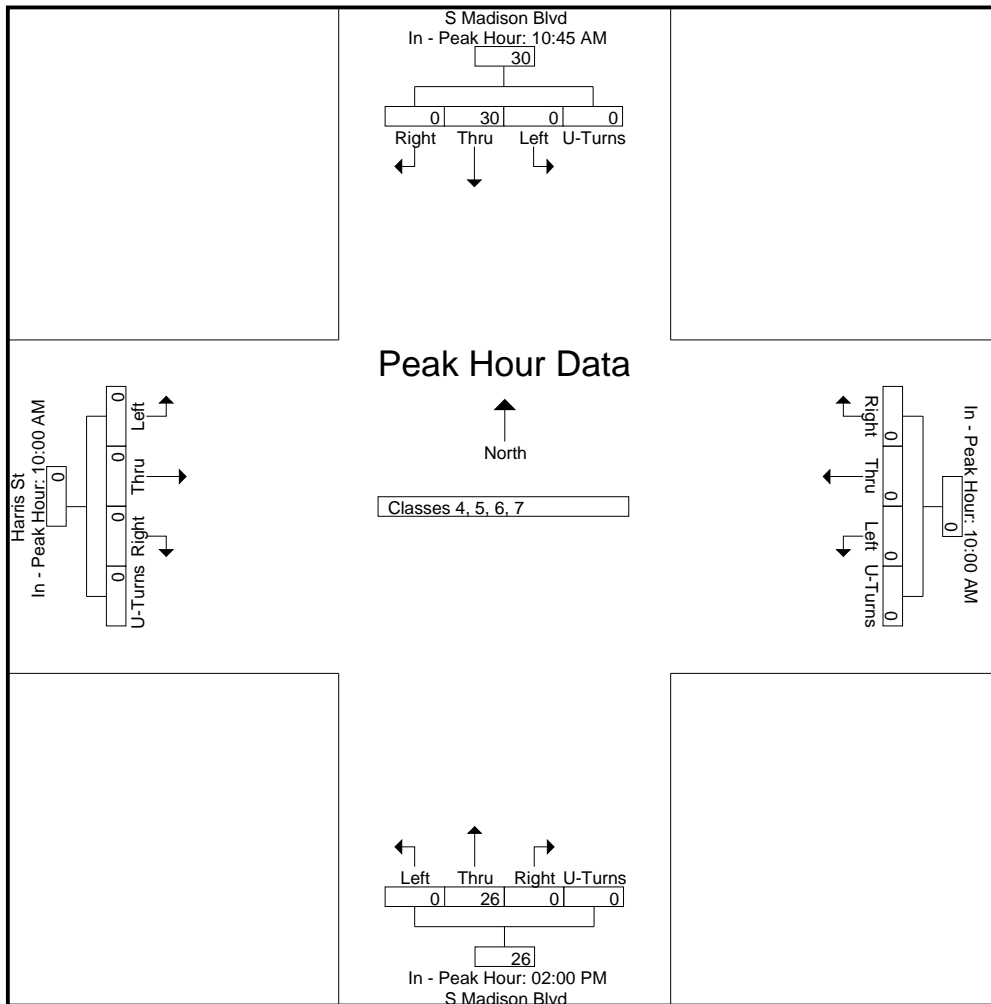 S Madison Blvd
In - Peak Hour: 10:45 AM
30
0 30 0 0
Right Thru Left U-Turns
Peak Hour Data
North
Classes 4, 5, 6, 7
Harris St
In - Peak Hour: 10:00 AM
0
0 0 0 0
Left Thru Right U-Turns
In - Peak Hour: 10:00 AM
0
0 0 0 0
Right Thru Left U-Turns
Left Thru Right U-Turns
0 26 0 0
26
In - Peak Hour: 02:00 PM
S Madison Blvd